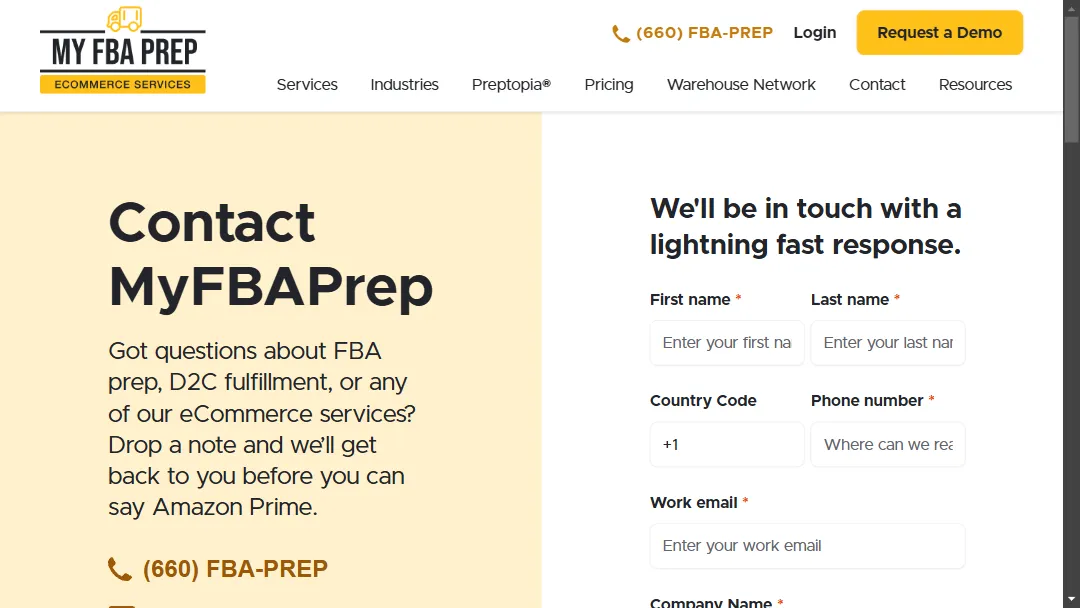 MY FBA PREP
ECOMMERCE SERVICES
(660) FBA-PREP
Login
Request a Demo
Services
Industries
Preptopia®
Pricing
Warehouse Network
Contact
Resources
Contact
MyFBAPrep
Got questions about FBA
prep, D2C fulfillment, or any
of our eCommerce services?
Drop a note and we'll get
back to you before you can
say Amazon Prime.
(660) FBA-PREP
We'll be in touch with a
lightning fast response.
First name *
Last name *
Enter your first na
Enter your last nar
Country Code
Phone number *
+1
Where can we rea
Work email *
Enter your work email
Company Name *